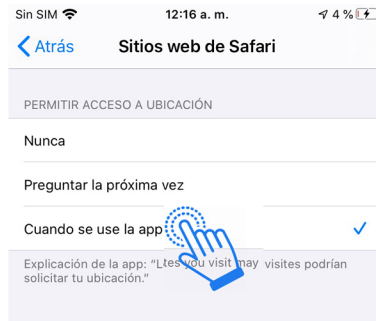 Sin SIM 12:16 a. m. 4 %
Atrás Sitios web de Safari
PERMITIR ACCESO A UBICACIÓN
Nunca
Preguntar la próxima vez
Cuando se use la app
Explicación de la app: “Ltes you visit may visites podrían
solicitar tu ubicación.”